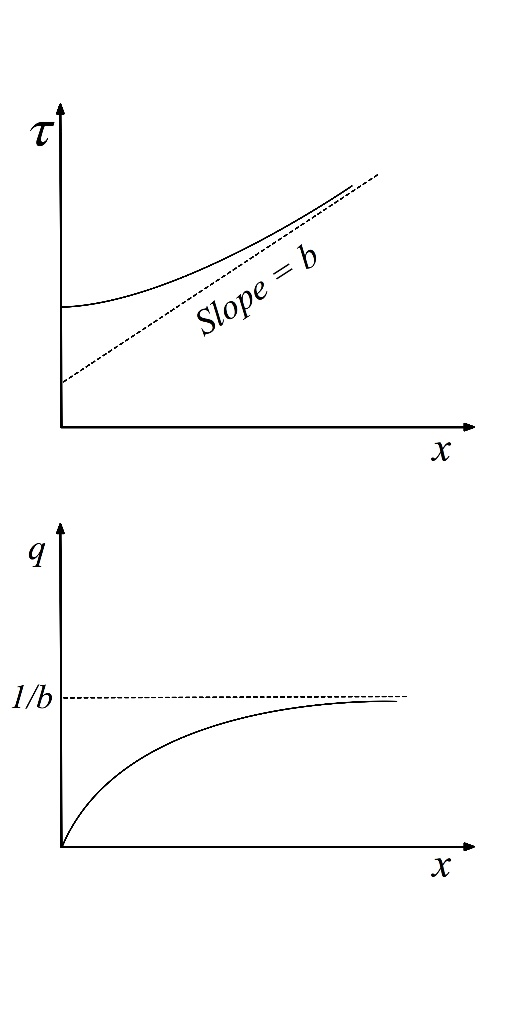 τ
Slope = b
x
q
1/b
x